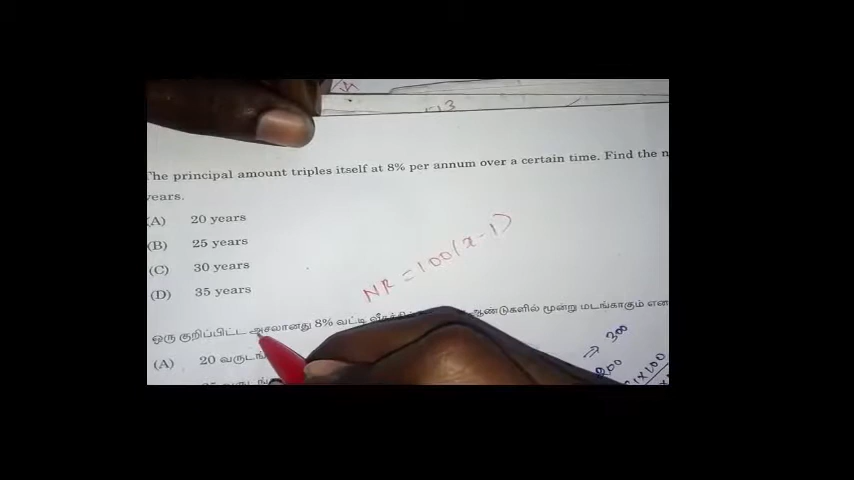 The principal amount triples itself at 8% per annum over a certain time. Find the n
years.
(A) 20 years
(B) 25 years
(C) 30 years
(D) 35 years
NR = 100(x-1)
ஒரு குறிப்பிட்ட அசலானது 8% வட்டி ஆண்டுகளில் மூன்று மடங்காகும் என
⇒ 300
(A) 20 வருடங்